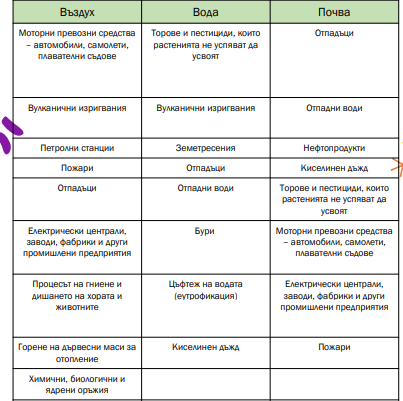 Въздух Вода Почва
Моторни превозни средства Торове и пестициди, които Отпадъци
– автомобили, самолети, растенията не успяват да
плавателни съдове усвоят
Вулканични изригвания Вулканични изригвания Отпадни води
Петролни станции Земетресения Нефтопродукти
Пожари Отпадъци Киселинен дъжд
Отпадъци Отпадни води Торове и пестициди, които
растенията не успяват да
усвоят
Електрически централи, Бури Моторни превозни средства
заводи, фабрики и други – автомобили, самолети,
промишлени предприятия плавателни съдове
Процесът на гниене и Цъфтеж на водата Електрически централи,
дишането на хората и (еутрофикация) заводи, фабрики и други
животните промишлени предприятия
Горене на дървесни маси за Киселинен дъжд Пожари
отопление
Химични, биологични и
ядрени оръжия